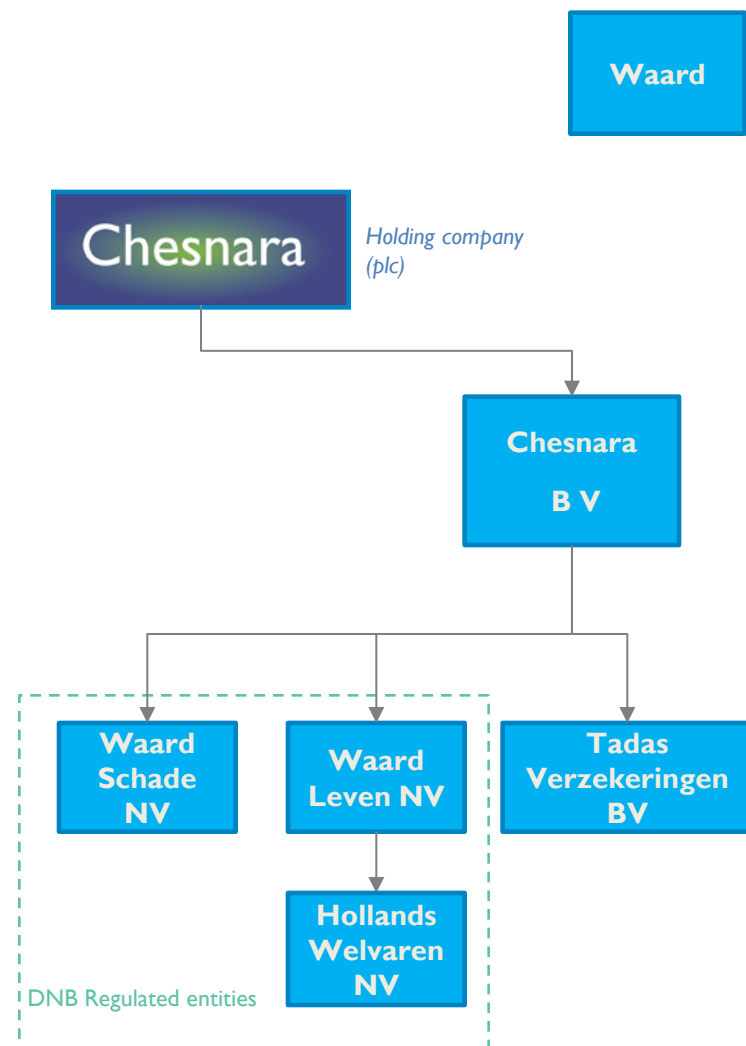 Waard
Chesnara
Holding company
(plc)
Chesnara
B V
Waard
Schade
NV
Waard
Leven NV
Tadas
Verzekeringen
BV
Hollands
Welvaren
NV
DNB Regulated entities